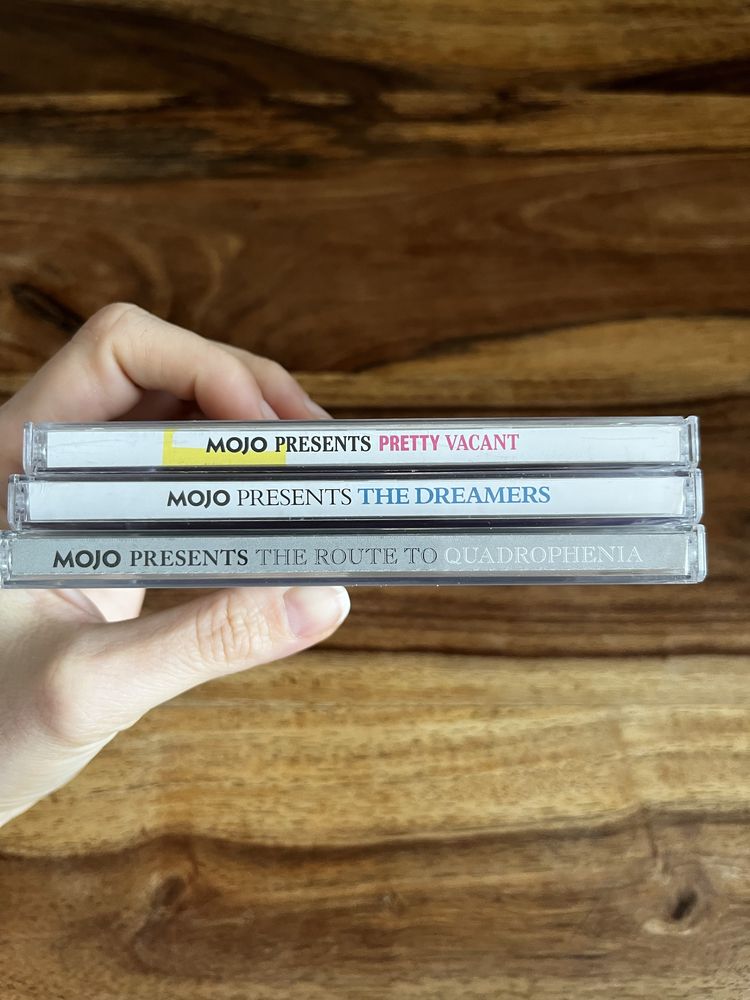 MOJO PRESENTS PRETTY VACANT
MOJO PRESENTS THE DREAMERS
MOJO PRESENTS THE ROUTE TO QUADROPHENIA